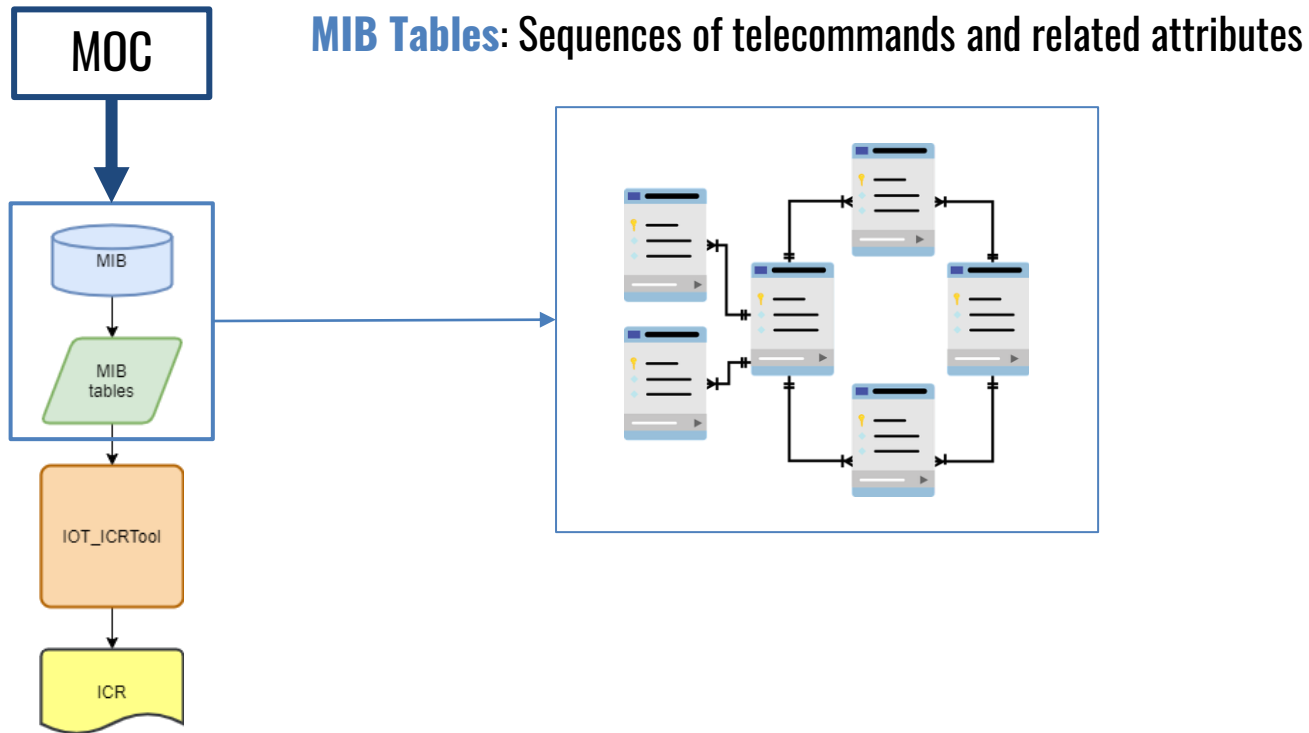 MOC
MIB Tables: Sequences of telecommands and related attributes
MIB
MIB
tables
IOT_ICRTool
ICR